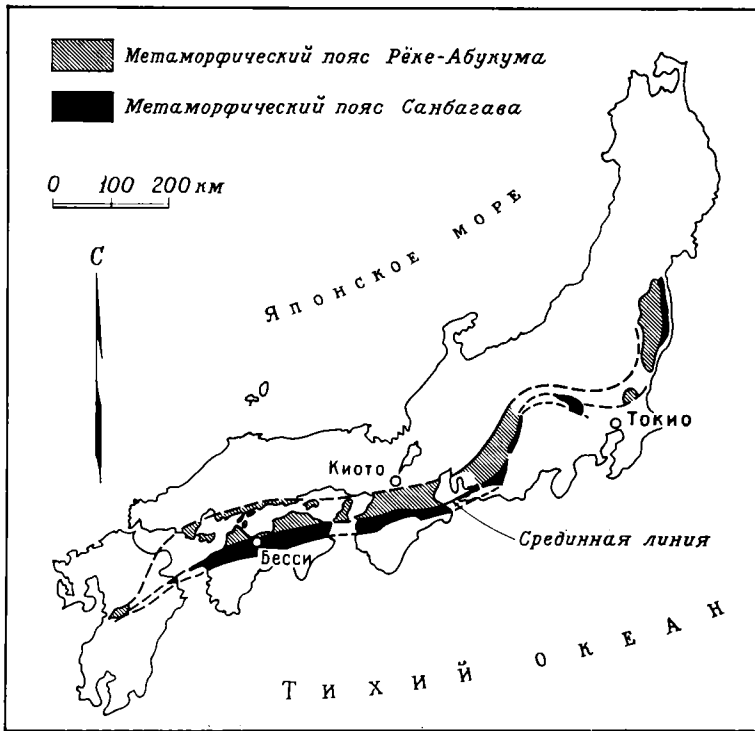 Метаморфический пояс Рёке-Абукума
Метаморфический пояс Санбагава
0 100 200 км
С
Японское море
Токио
Киото
Срединная линия
Бесси
Тихий океан